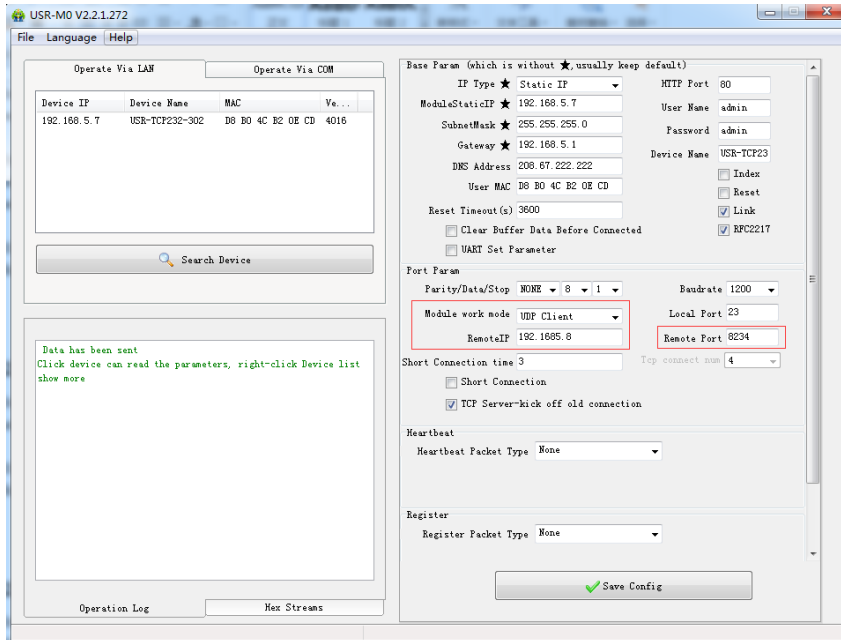 USR-M0 V2.2.1.272
File Language Help
Operate Via LAN Operate Via COM
Device IP Device Name MAC Ve...
192.168.5.7 USR-TCP232-302 D8 B0 4C B2 0E CD 4016
Search Device
Data has been sent
Click device can read the parameters, right-click Device list
show more
Operation Log Hex Streams
Base Param (which is without ★, usually keep default)
IP Type ★ Static IP HTTP Port 80
ModuleStaticIP ★ 192.168.5.7 User Name admin
SubnetMask ★ 255.255.255.0 Password admin
Gateway ★ 192.168.5.1 Device Name USR-TCP23
DNS Address 208.67.222.222 Index
User MAC D8 B0 4C B2 0E CD Reset
Reset Timeout(s) 3600 Link
Clear Buffer Data Before Connected RFC2217
UART Set Parameter
Port Param
Parity/Data/Stop NONE 8 1 Baudrate 1200
Module work mode UDP Client Local Port 23
RemoteIP 192.1685.8 Remote Port 8234
Short Connection time 3 Tcp connect num 4
Short Connection
TCP Server-kick off old connection
Heartbeat
Heartbeat Packet Type None
Register
Register Packet Type None
Save Config